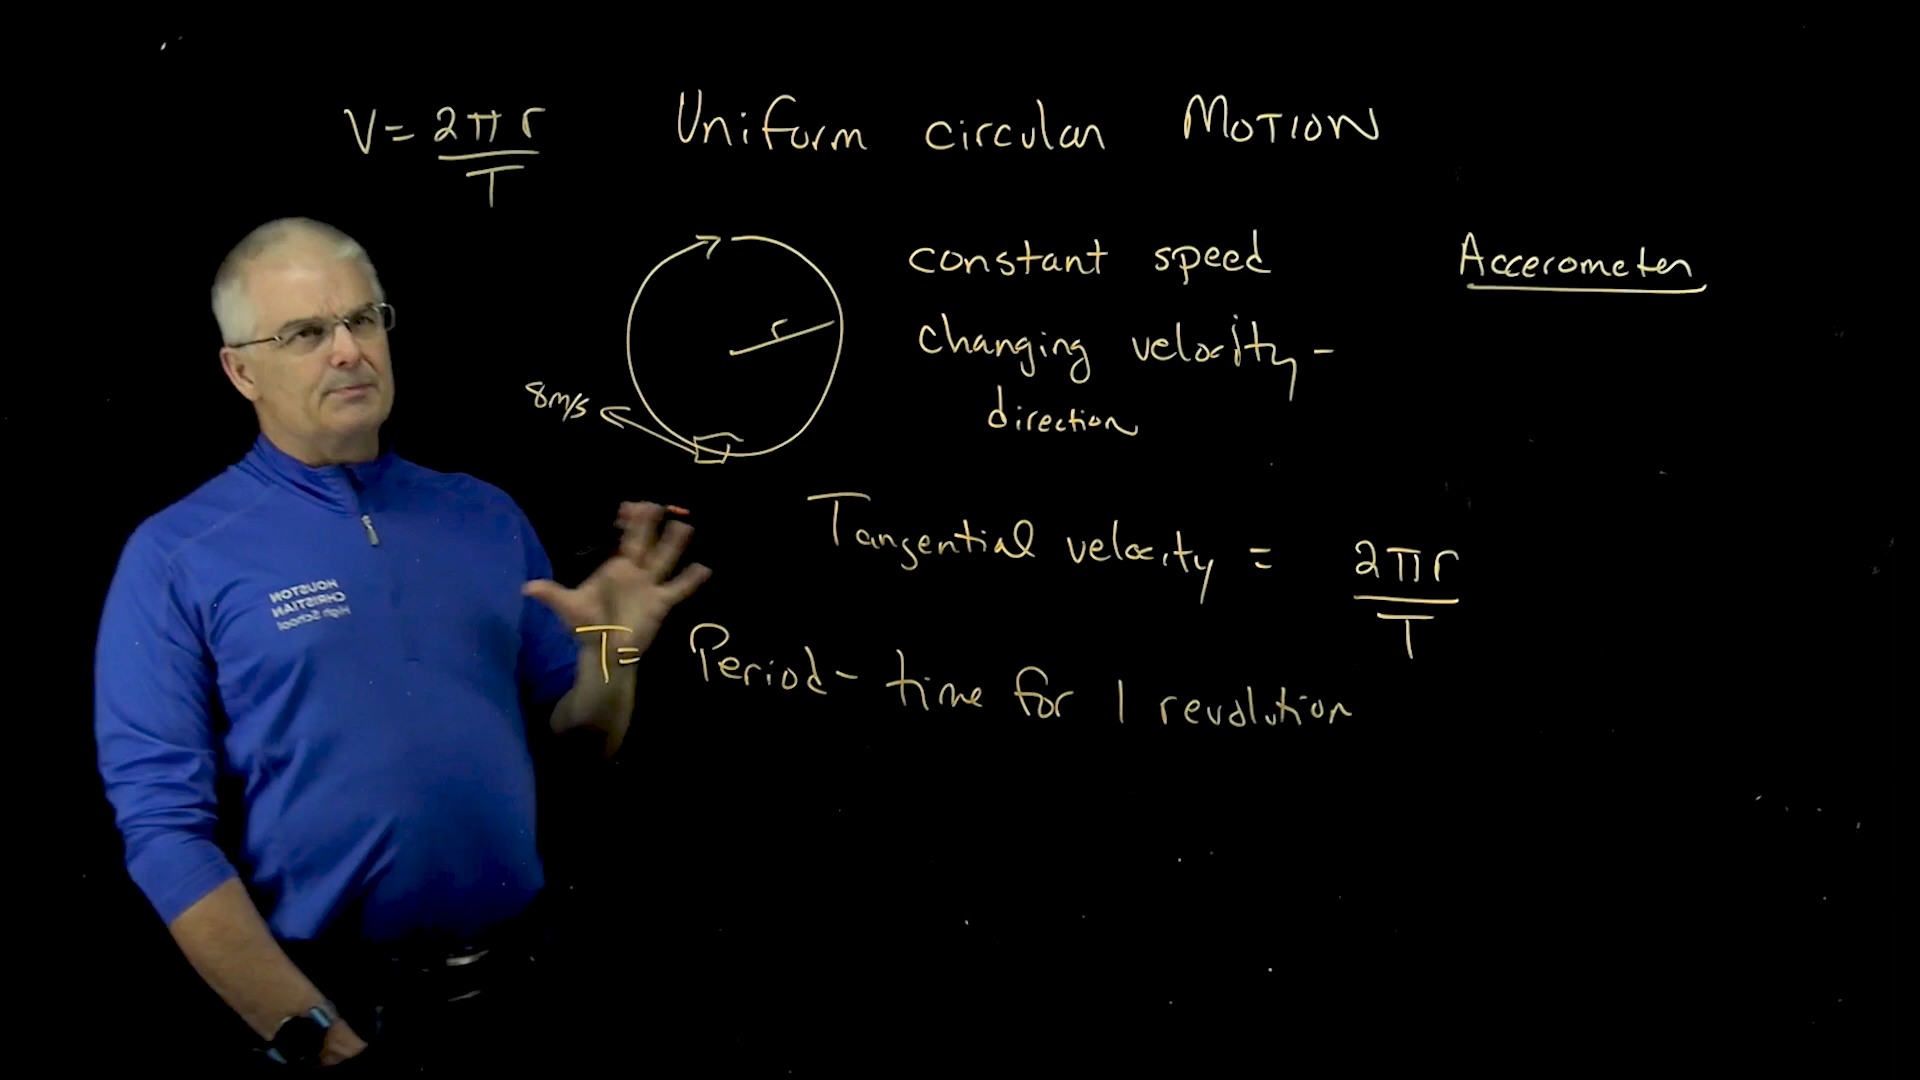 V = 2πr / T
Uniform circular MOTION
constant speed
Accerometer
r
changing velocity -
8m/s
direction
Tangential velocity = 2πr / T
HOUSTON
CHRISTIAN
High School
T = Period - time for 1 revolution